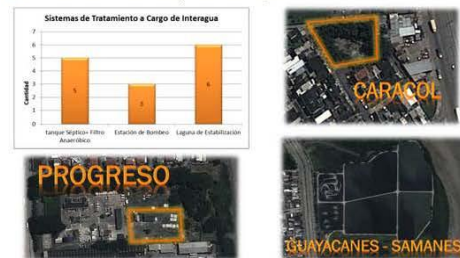 Sistemas de Tratamiento a Cargo de Interagua
7
6
5
4
3
2
1
0
Cantidad
5
3
6
tanque Séptico+ Filtro Anaeróbico
Estación de Bombeo
Laguna de Estabilización
CARACOL
PROGRESO
GUAYACANES - SAMANES